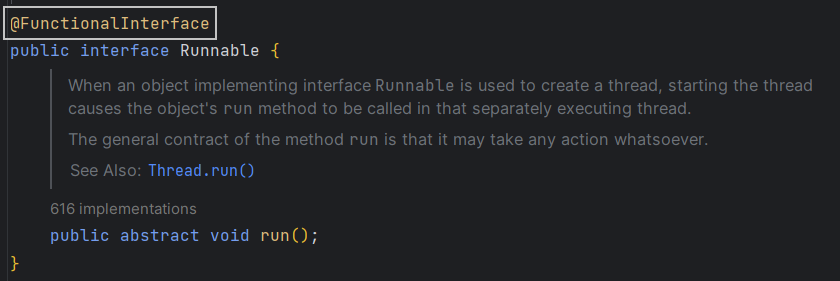 @FunctionalInterface
public interface Runnable {
When an object implementing interface Runnable is used to create a thread, starting the thread
causes the object's run method to be called in that separately executing thread.
The general contract of the method run is that it may take any action whatsoever.
See Also: Thread.run()
616 implementations
public abstract void run();
}